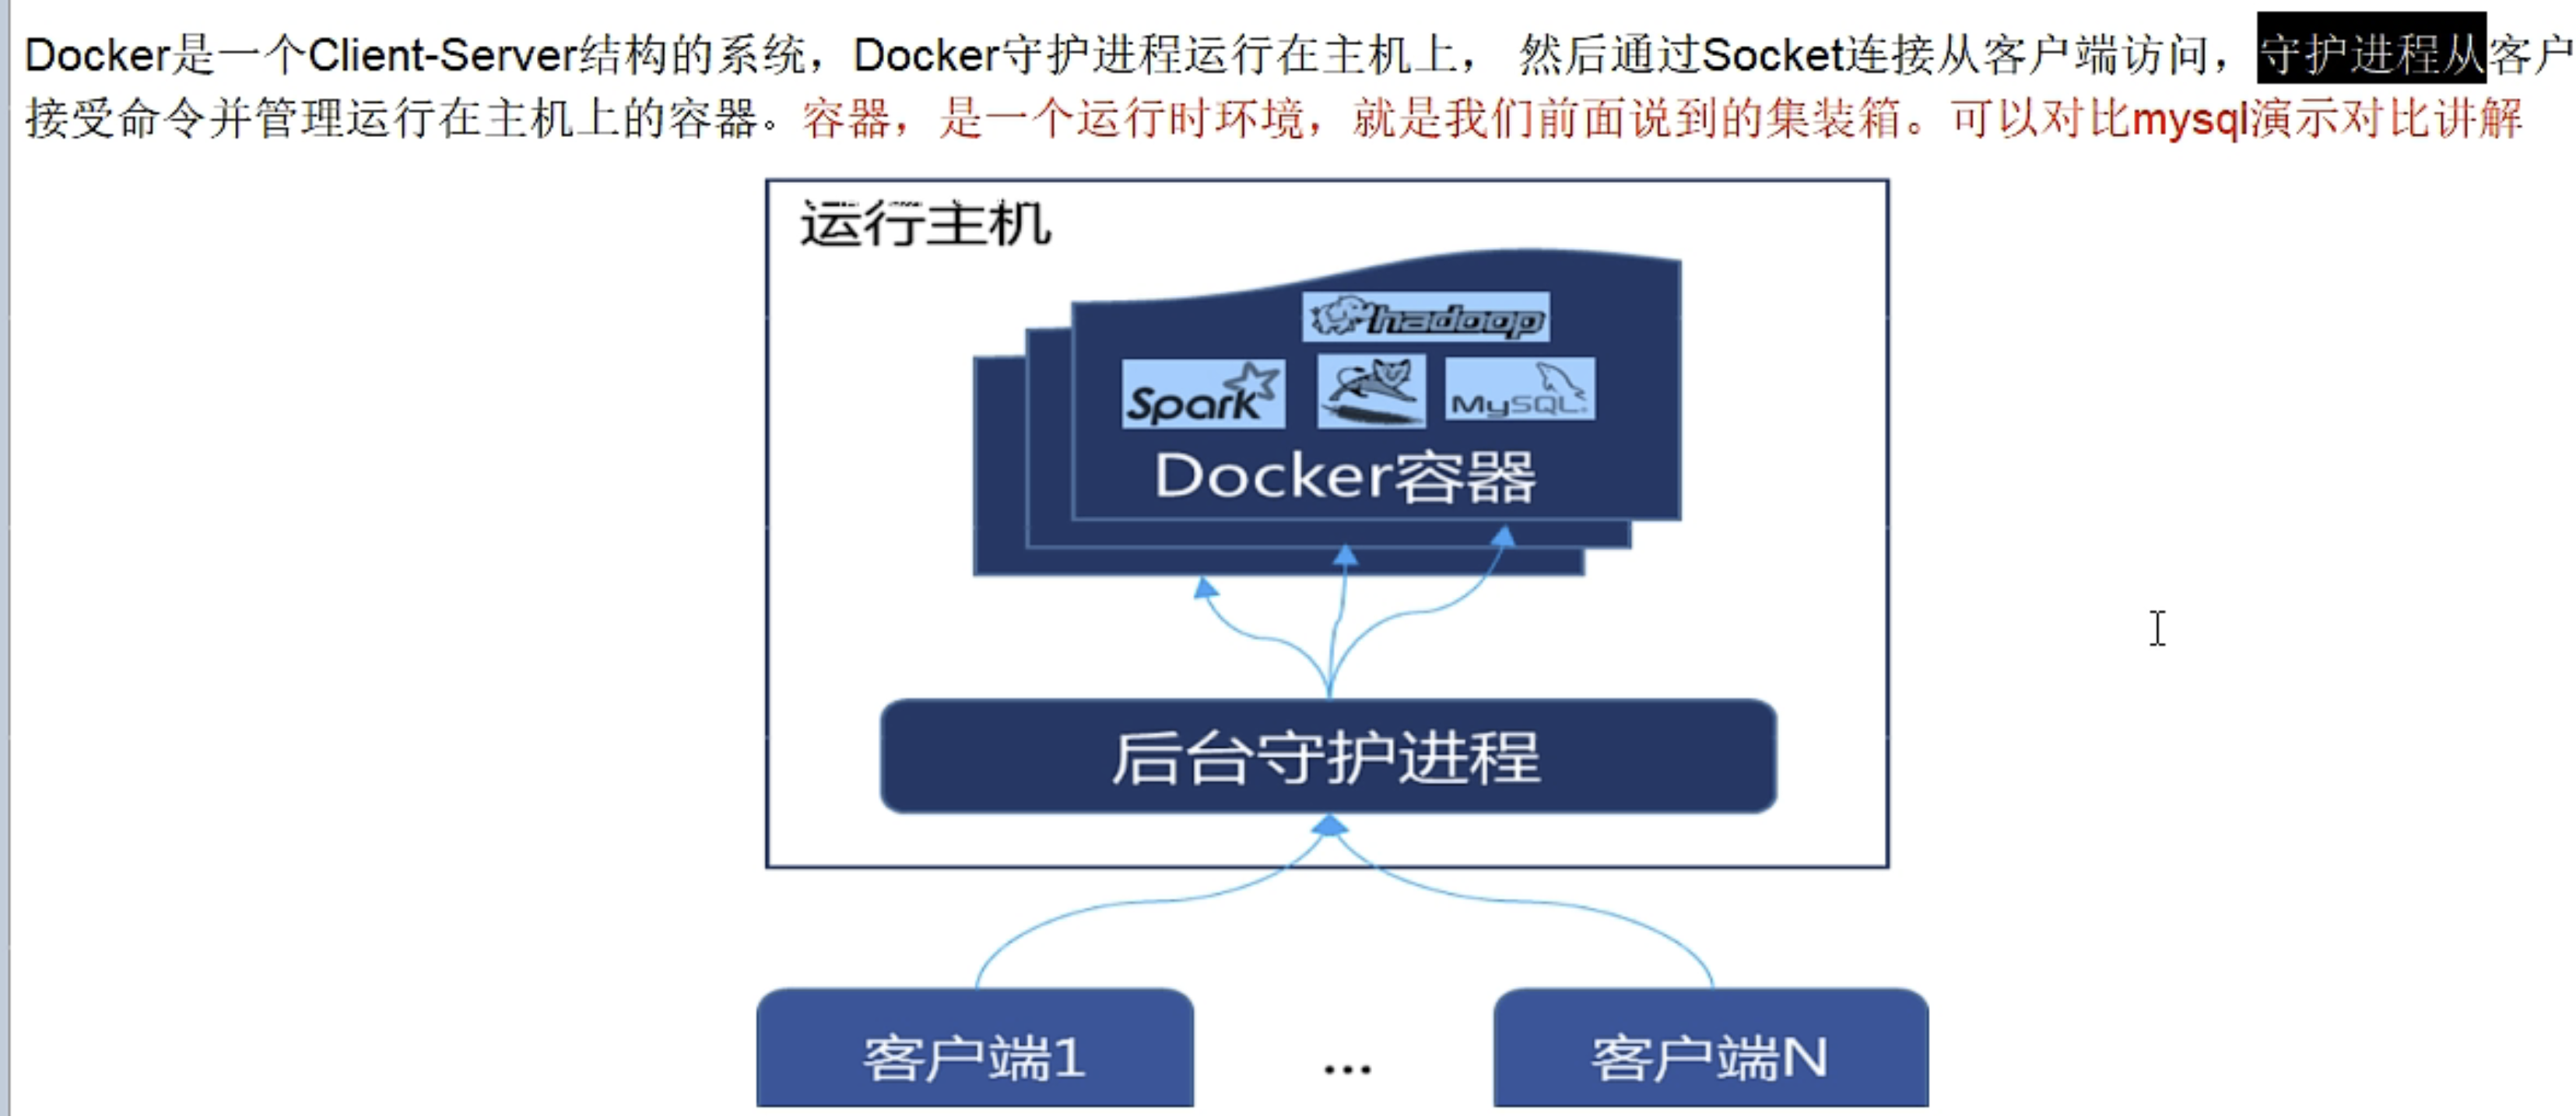 Docker是一个Client-Server结构的系统，Docker守护进程运行在主机上， 然后通过Socket连接从客户端访问，守护进程从客户
接受命令并管理运行在主机上的容器。容器，是一个运行时环境，就是我们前面说到的集装箱。可以对比mysql演示对比讲解
运行主机
hadoop
Spark
MySQL
Docker容器
后台守护进程
客户端1
...
客户端N